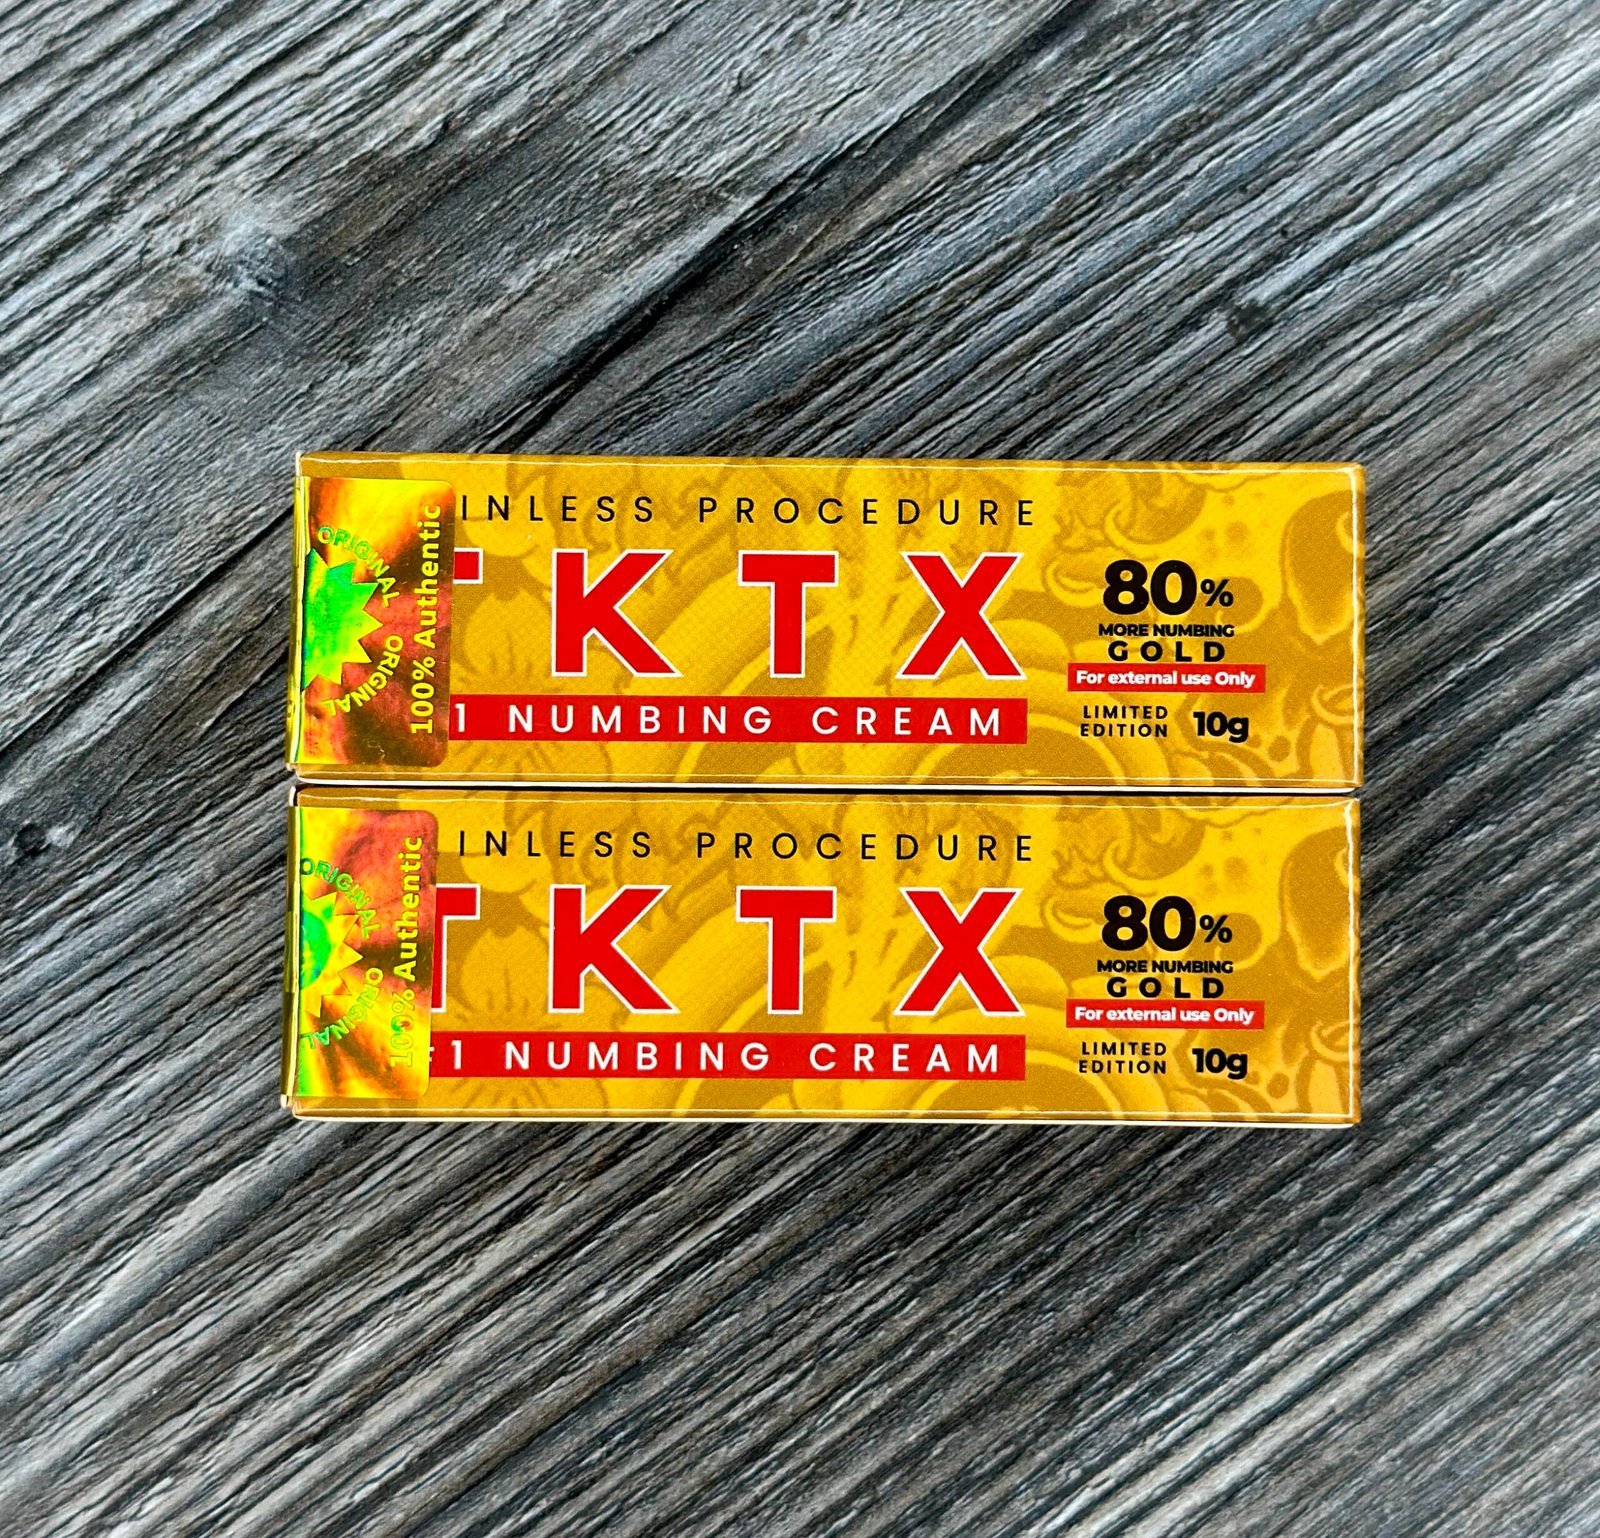 INLESS PROCEDURE
TKTX
1 NUMBING CREAM
80%
MORE NUMBING
GOLD
For external use Only
LIMITED
EDITION
10g
ORIGINAL
ORIGINAL
100% Authentic
INLESS PROCEDURE
TKTX
#1 NUMBING CREAM
80%
MORE NUMBING
GOLD
For external use Only
LIMITED
EDITION
10g
ORIGINAL
ORIGINAL
100% Authentic